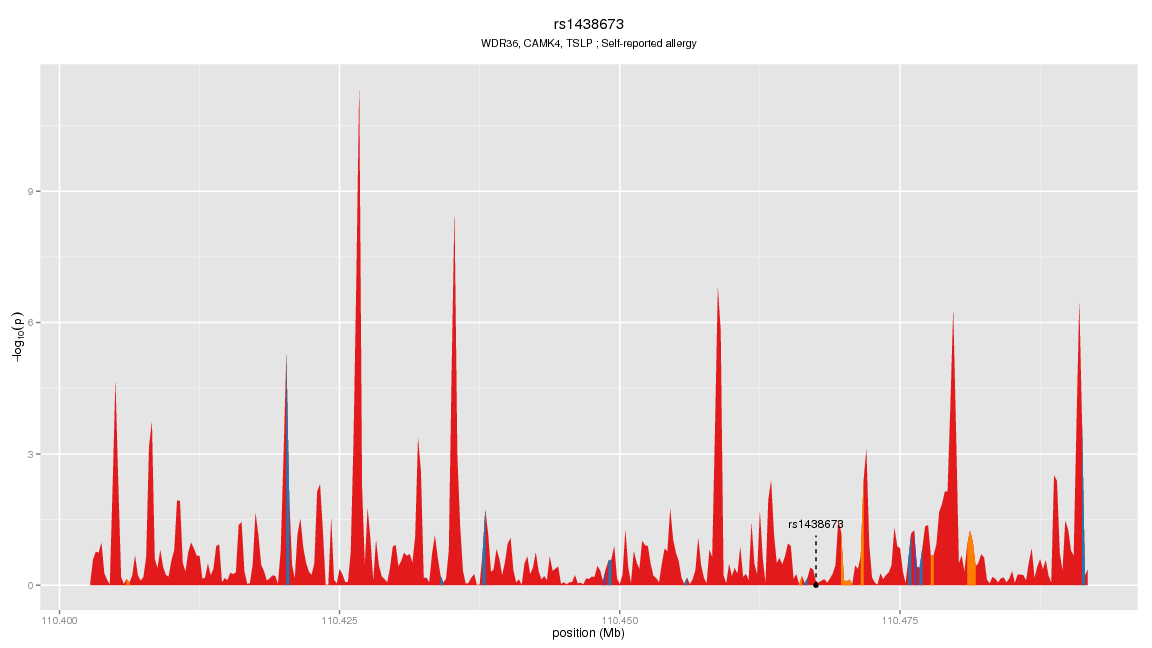 rs1438673
WDR36, CAMK4, TSLP ; Self-reported allergy
-log10(p)
9
6
3
0
rs1438673
110.400
110.425
110.450
110.475
position (Mb)